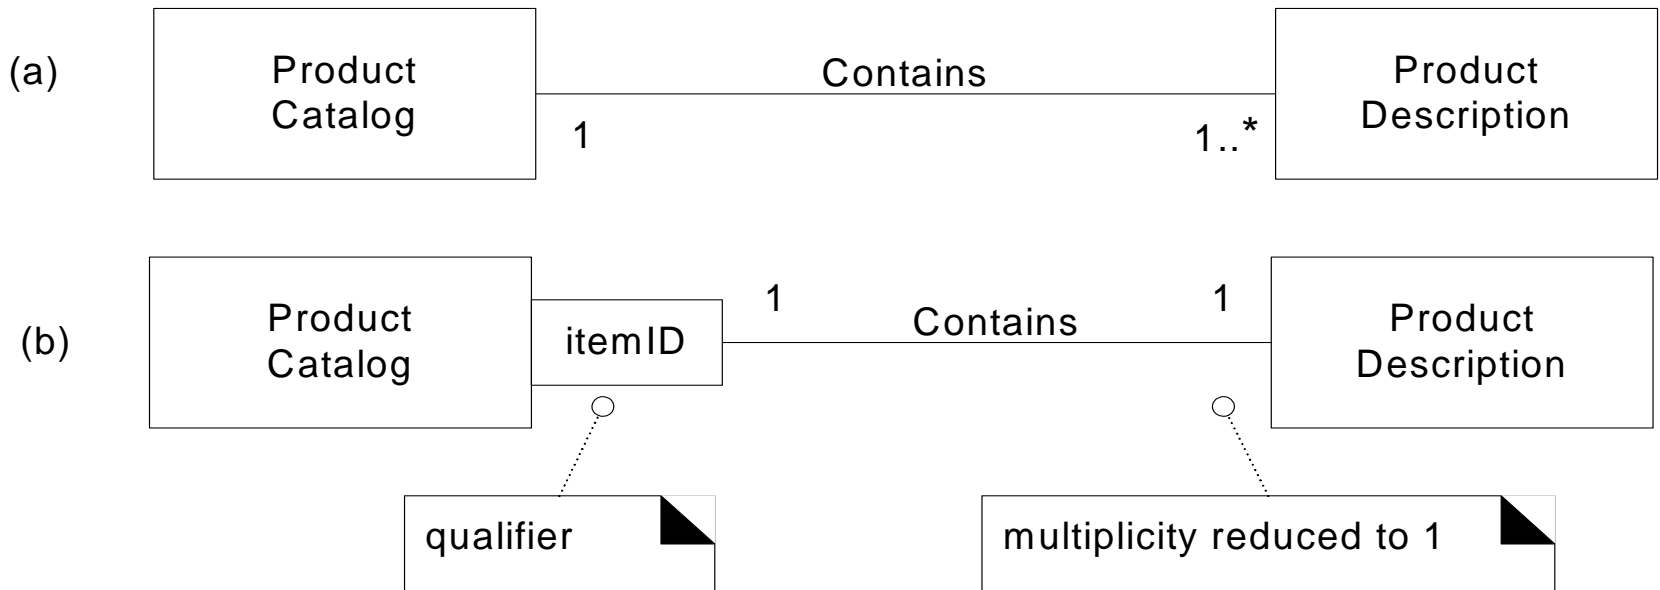 (a)
Product
Catalog
Contains
1
1..*
Product
Description
(b)
Product
Catalog
itemID
1
Contains
1
Product
Description
qualifier
multiplicity reduced to 1